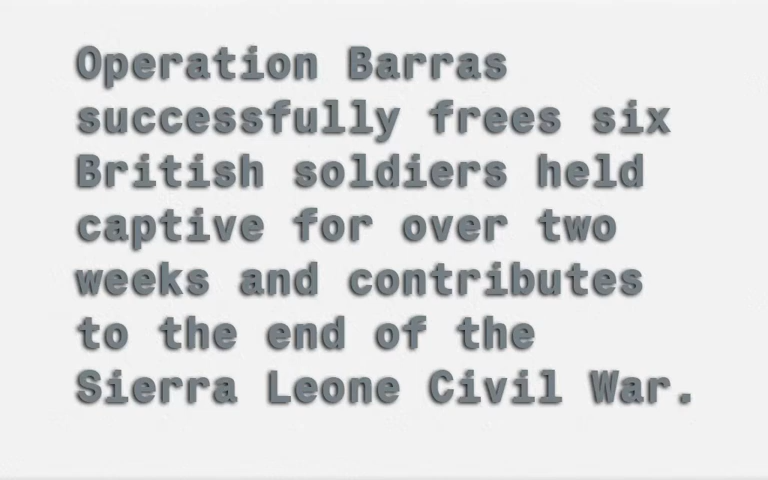 Operation Barras
successfully frees six
British soldiers held
captive for over two
weeks and contributes
to the end of the
Sierra Leone Civil War.